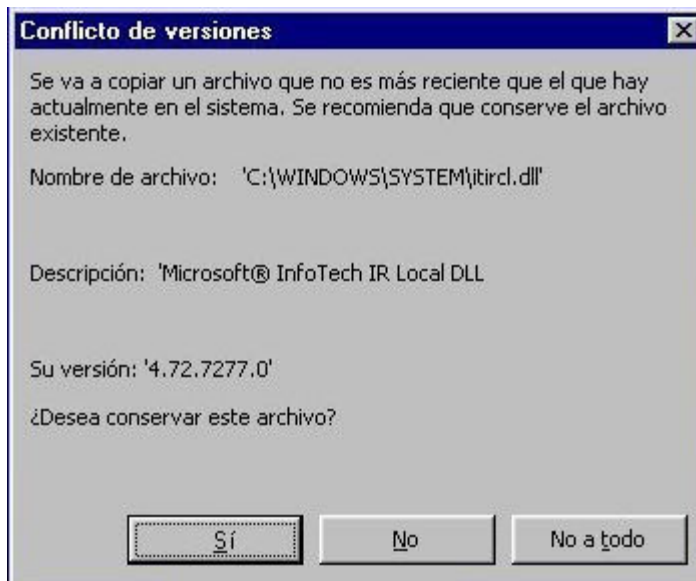 Conflicto de versiones
Se va a copiar un archivo que no es más reciente que el que hay
actualmente en el sistema. Se recomienda que conserve el archivo
existente.
Nombre de archivo: 'C:\WINDOWS\SYSTEM\itircl.dll'
Descripción: 'Microsoft® InfoTech IR Local DLL
Su versión: '4.72.7277.0'
¿Desea conservar este archivo?
Sí No No a todo